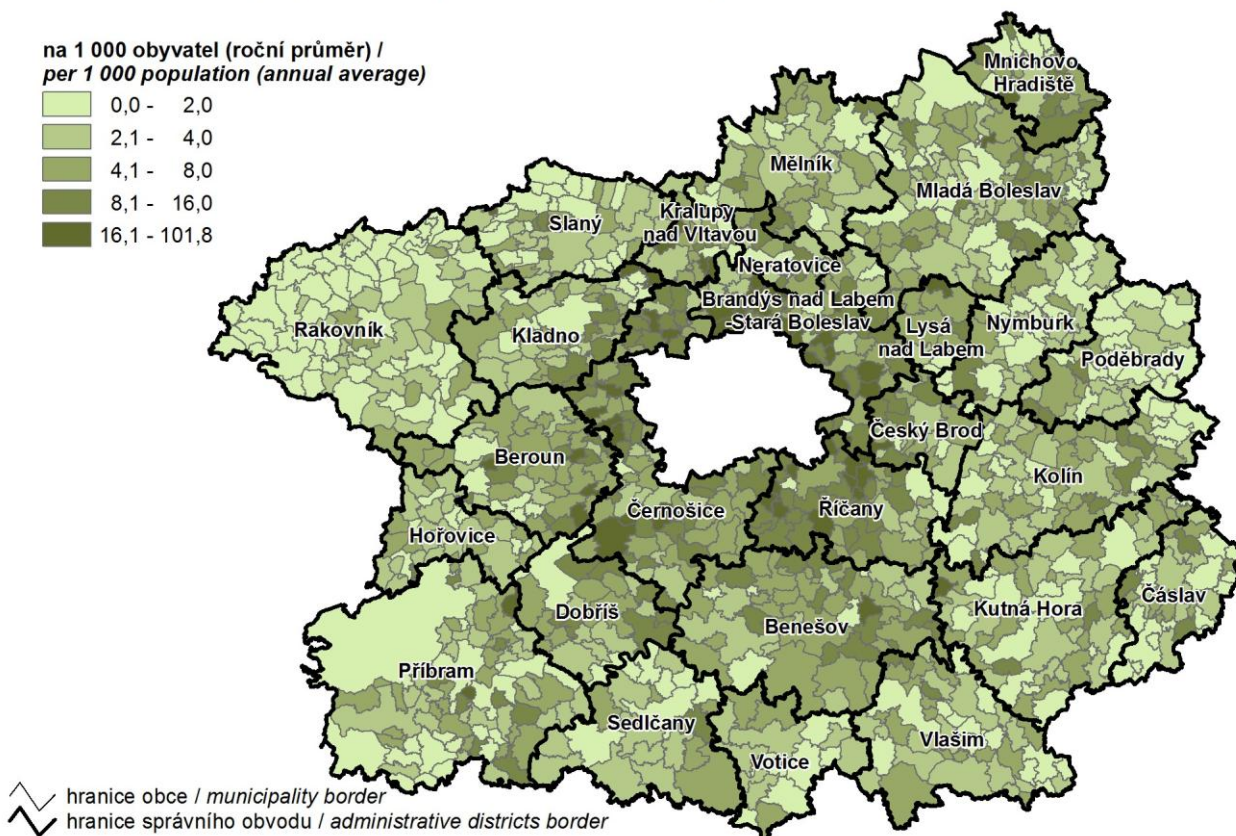 na 1 000 obyvatel (roční průměr) /
per 1 000 population (annual average)
0,0 - 2,0
2,1 - 4,0
4,1 - 8,0
8,1 - 16,0
16,1 - 101,8
Mnichovo
Hradiště
Mělník
Mladá Boleslav
Slaný
Kralupy
nad Vltavou
Neratovice
Rakovník
Kladno
Brandýs nad Labem
-Stará Boleslav
Lysá
nad Labem
Nymburk
Poděbrady
Beroun
Český Brod
Kolín
Hořovice
Černošice
Říčany
Dobříš
Benešov
Kutná Hora
Čáslav
Příbram
Sedlčany
Votice
Vlašim
hranice obce / municipality border
hranice správního obvodu / administrative districts border